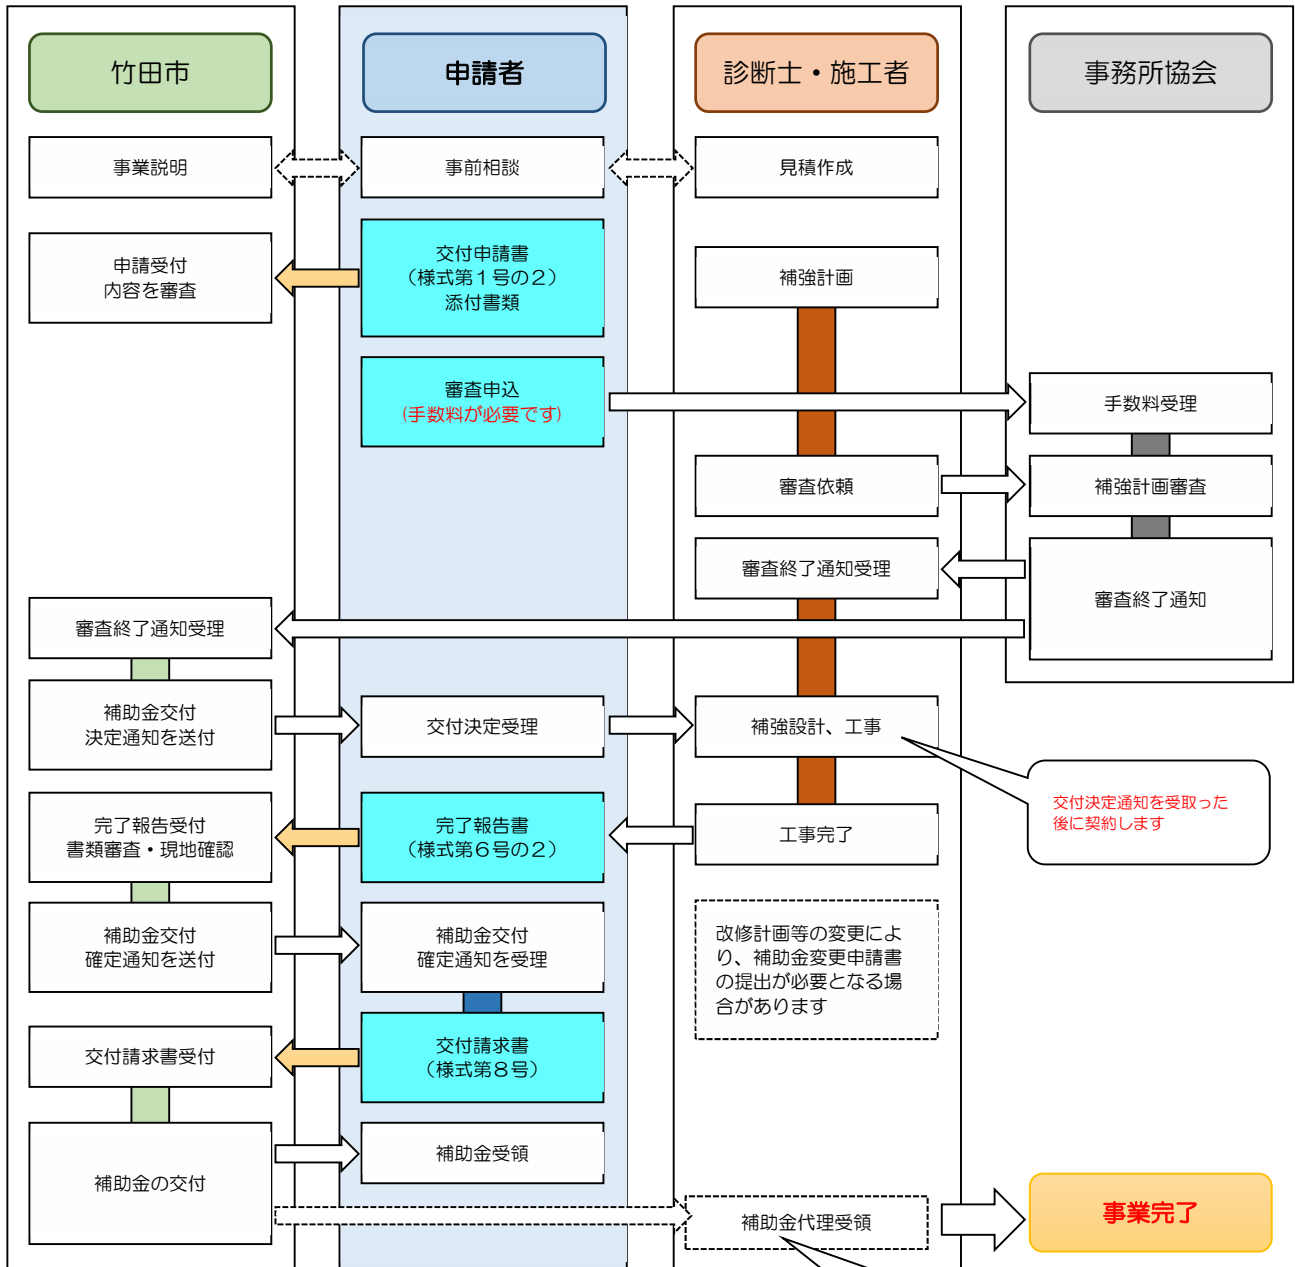 竹田市
申請者
診断士・施工者
事務所協会
事業説明
事前相談
見積作成
申請受付
内容を審査
交付申請書
（様式第１号の２）
添付書類
補強計画
審査申込
(手数料が必要です)
手数料受理
審査依頼
補強計画審査
審査終了通知受理
審査終了通知
審査終了通知受理
補助金交付
決定通知を送付
交付決定受理
補強設計、工事
交付決定通知を受取った
後に契約します
完了報告受付
書類審査・現地確認
完了報告書
（様式第６号の２）
工事完了
補助金交付
確定通知を送付
補助金交付
確定通知を受理
改修計画等の変更によ
り、補助金変更申請書
の提出が必要となる場
合があります
交付請求書受付
交付請求書
（様式第８号）
補助金の交付
補助金受領
補助金代理受領
事業完了